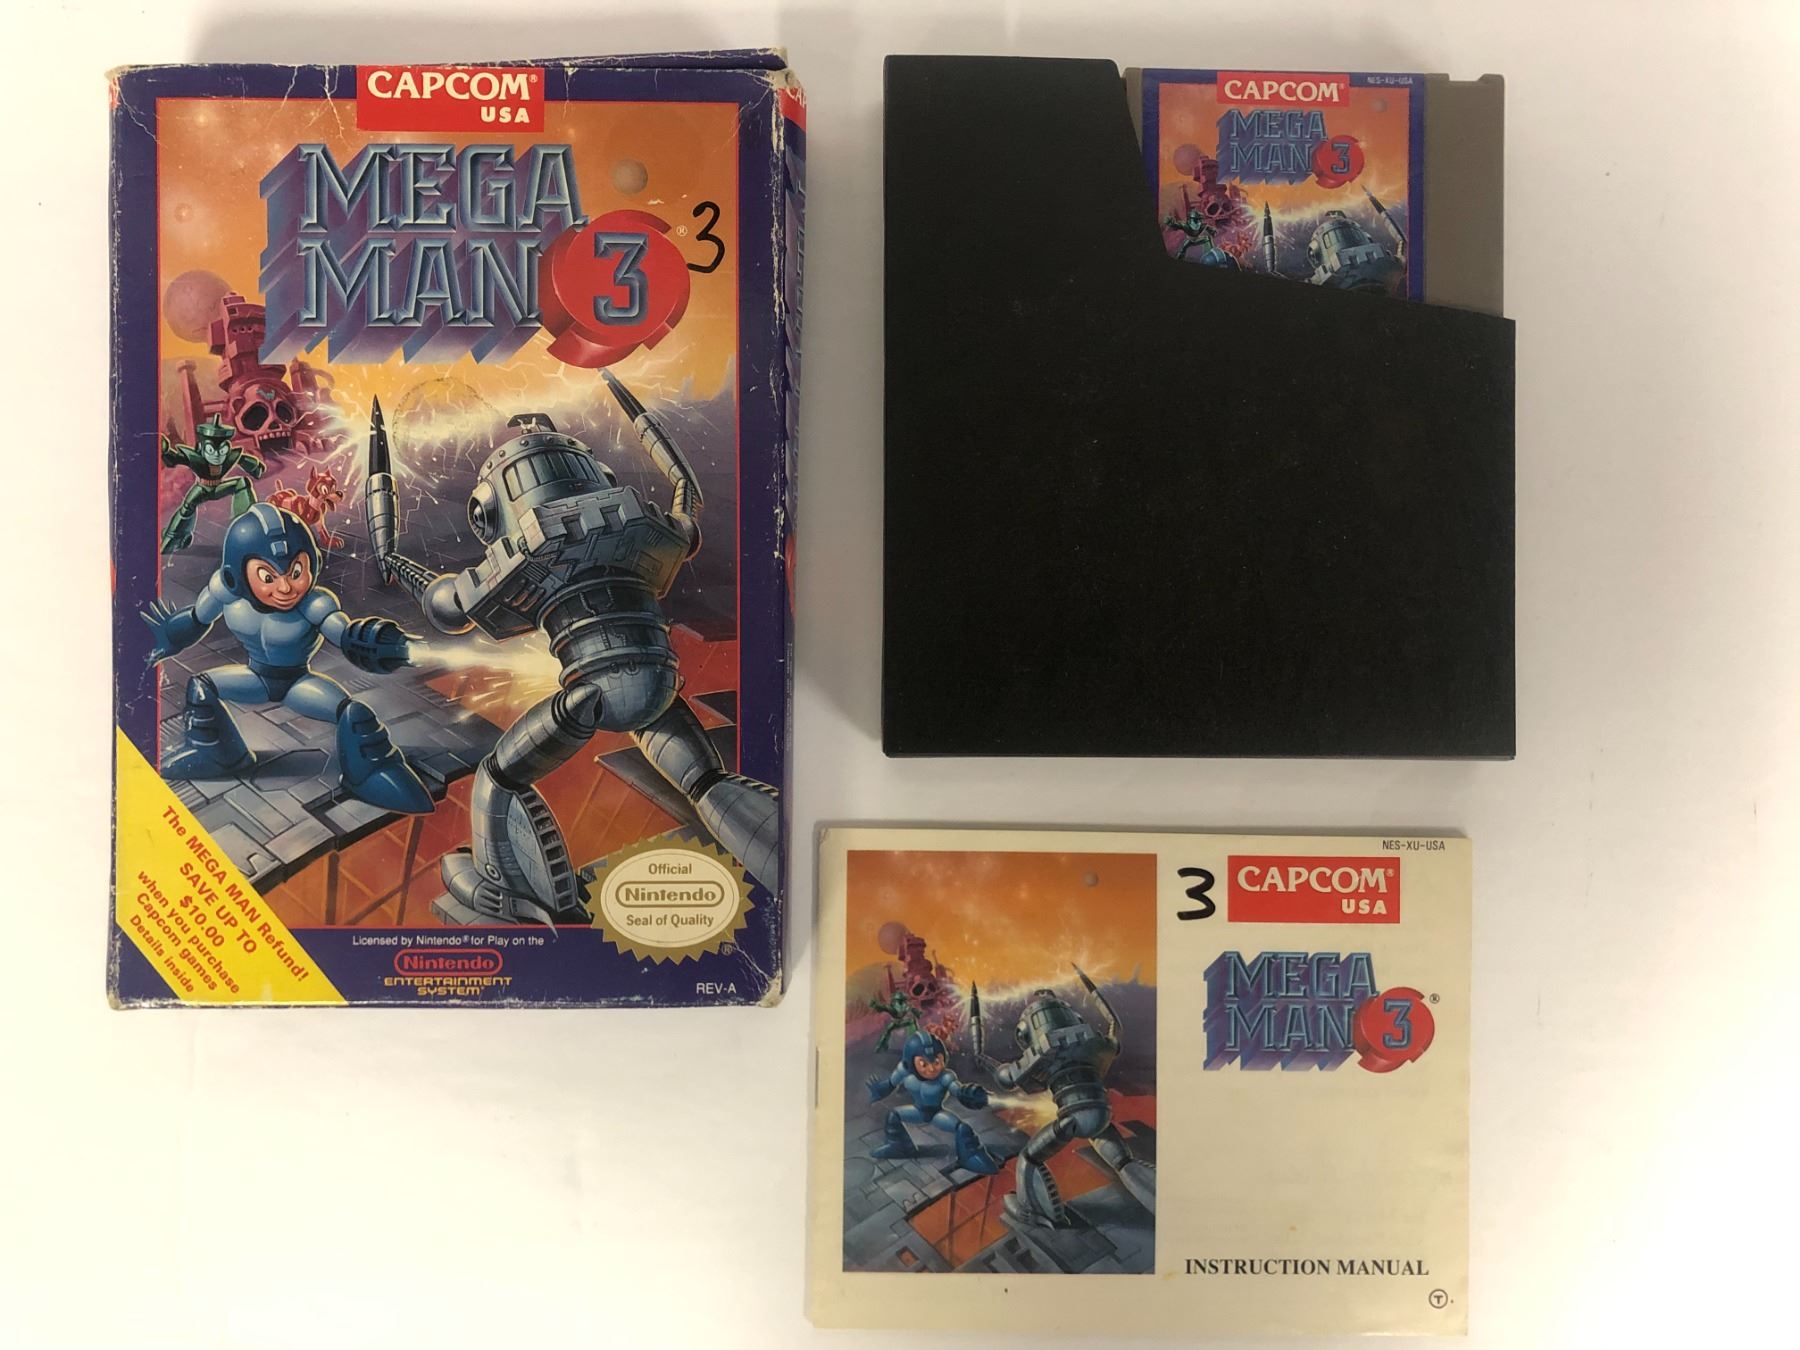 CAPCOM®
USA
MEGA
MAN 3® 3
The MEGA MAN Refund!
SAVE UP TO
$10.00
when you purchase
Capcom games
Details inside
Official
Nintendo
Seal of Quality
®
Licensed by Nintendo® for Play on the
Nintendo
ENTERTAINMENT
SYSTEM™
REV-A
NES-XU-USA
CAPCOM®
MEGA
MAN 3
NES-XU-USA
3 CAPCOM®
USA
MEGA
MAN 3®
INSTRUCTION MANUAL
T